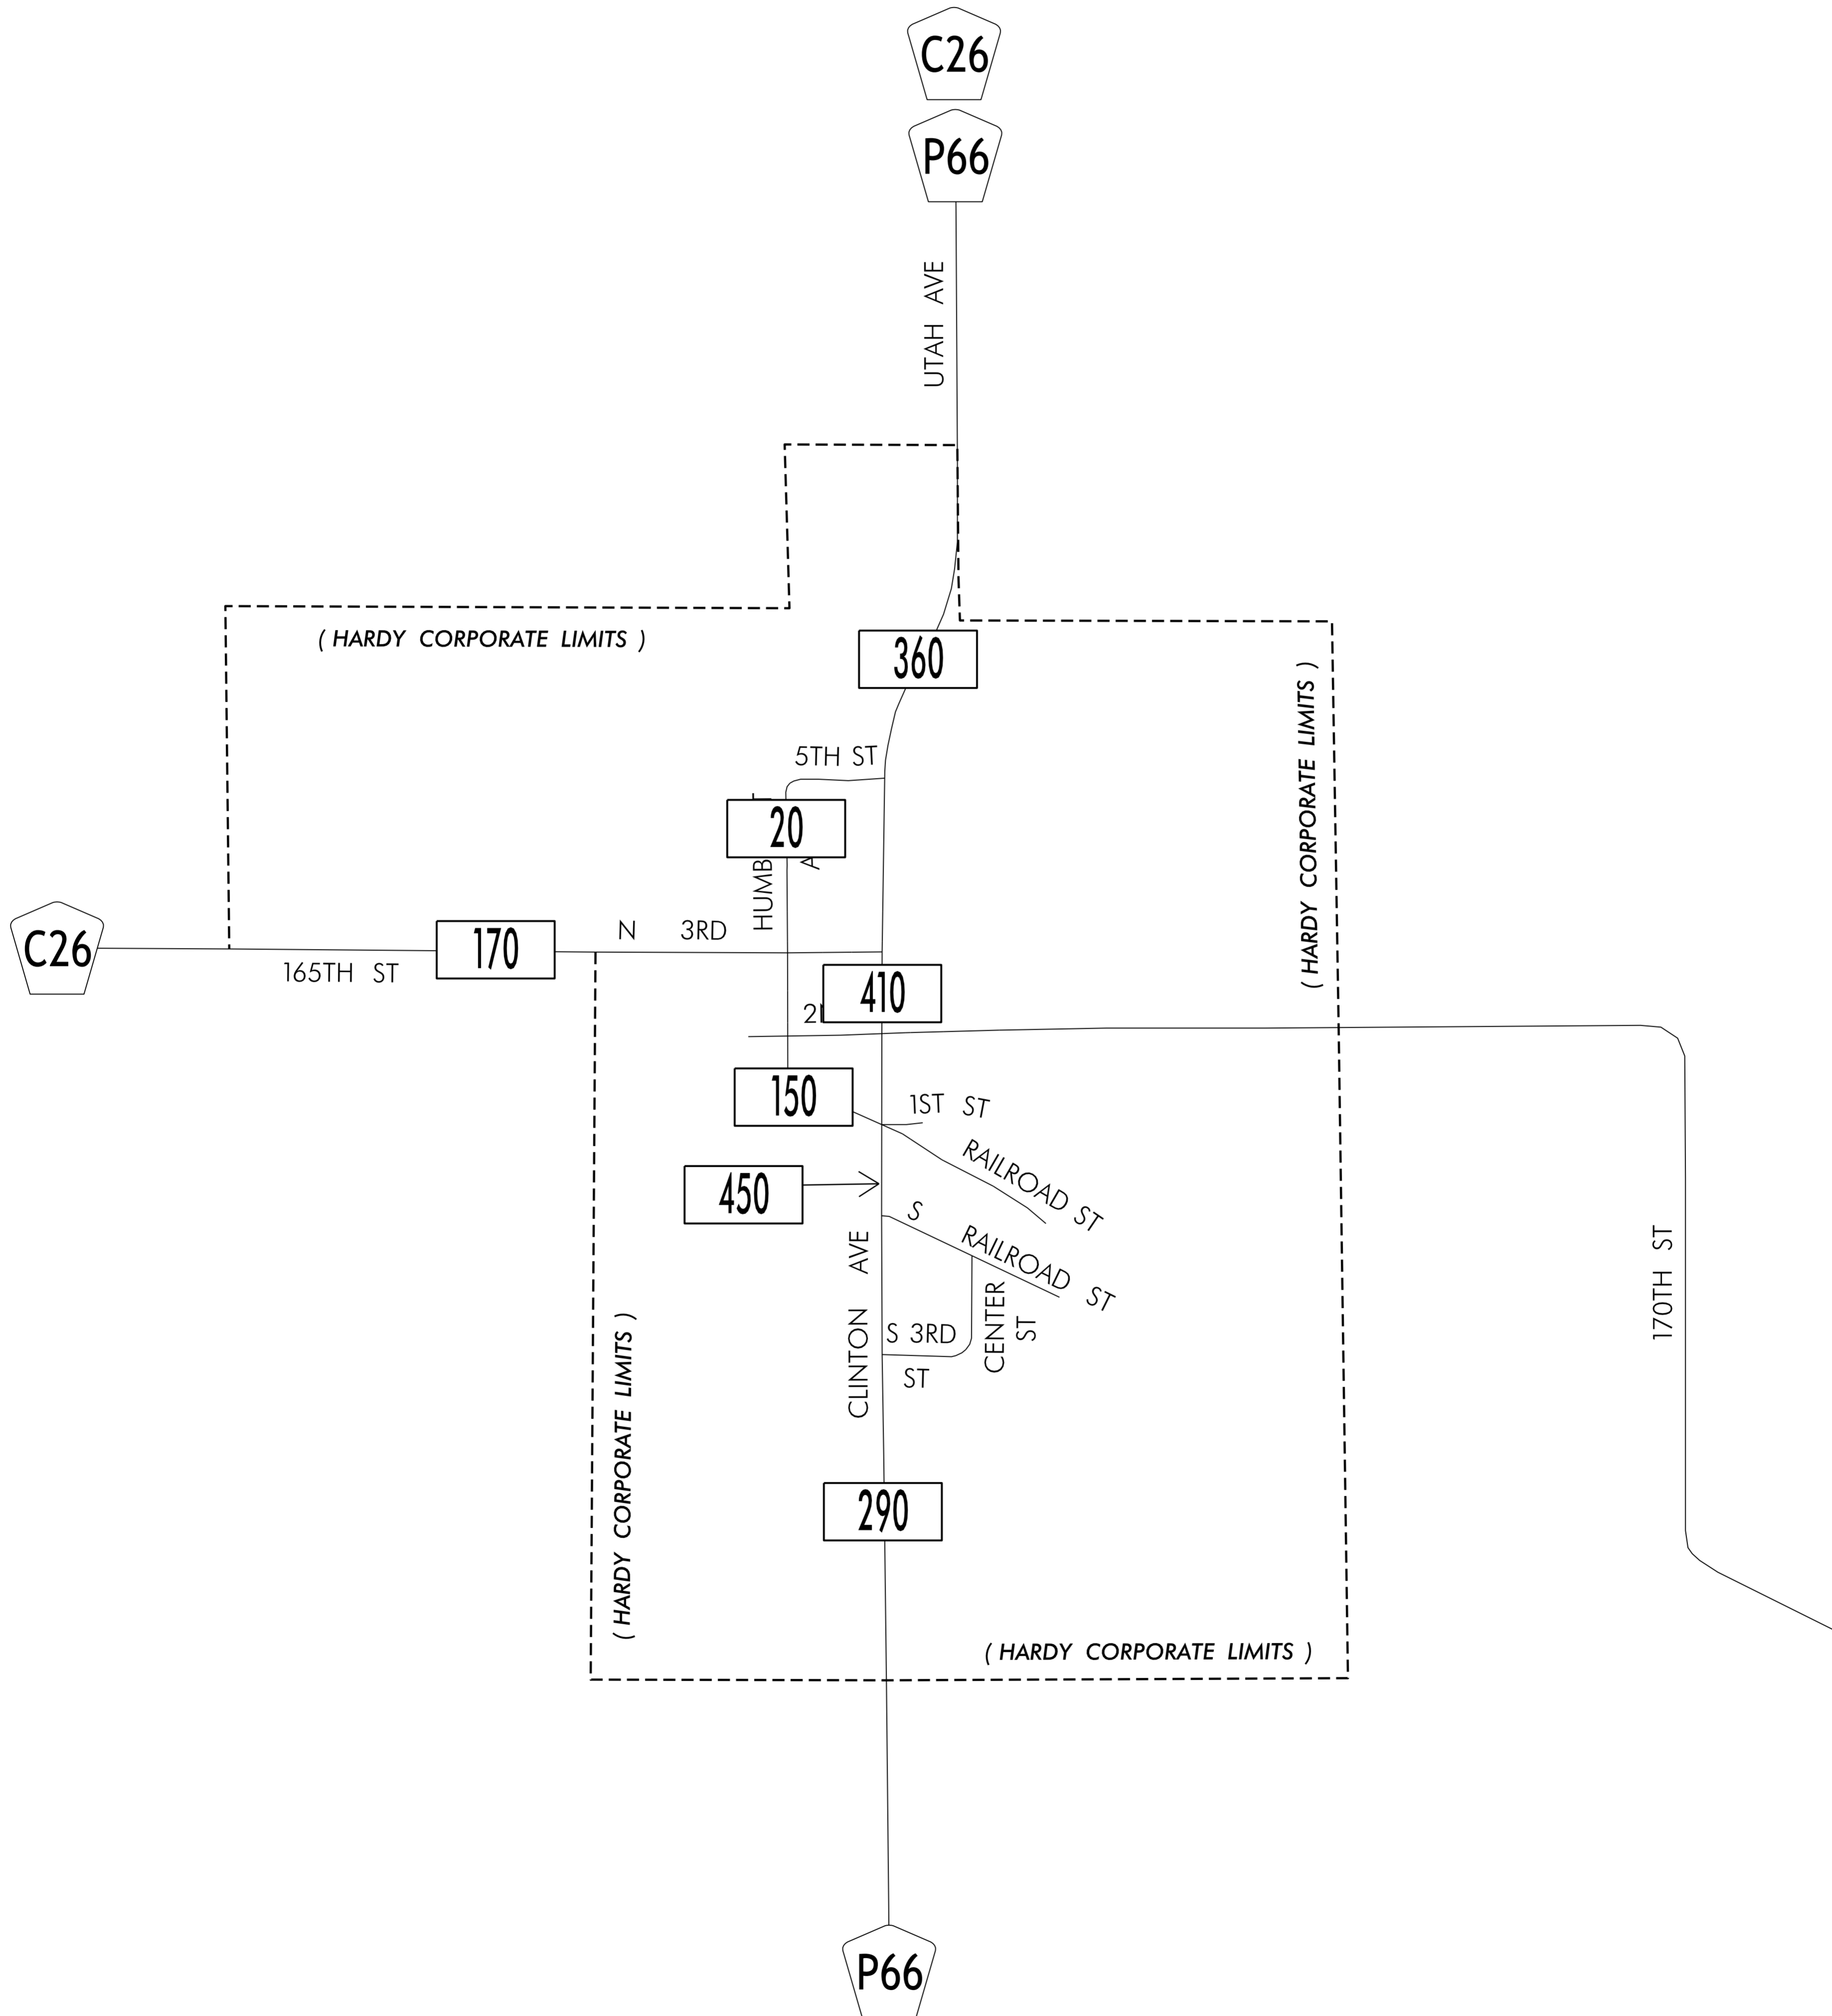 C26
P66
UTAH AVE
( HARDY CORPORATE LIMITS )
360
( HARDY CORPORATE LIMITS )
5TH ST
20
HUMB
A
C26
170
N 3RD
165TH ST
410
150
1ST ST
RAILROAD ST
450
S RAILROAD ST
CLINTON AVE
S 3RD
ST
CENTER
ST
170TH ST
( HARDY CORPORATE LIMITS )
290
( HARDY CORPORATE LIMITS )
P66